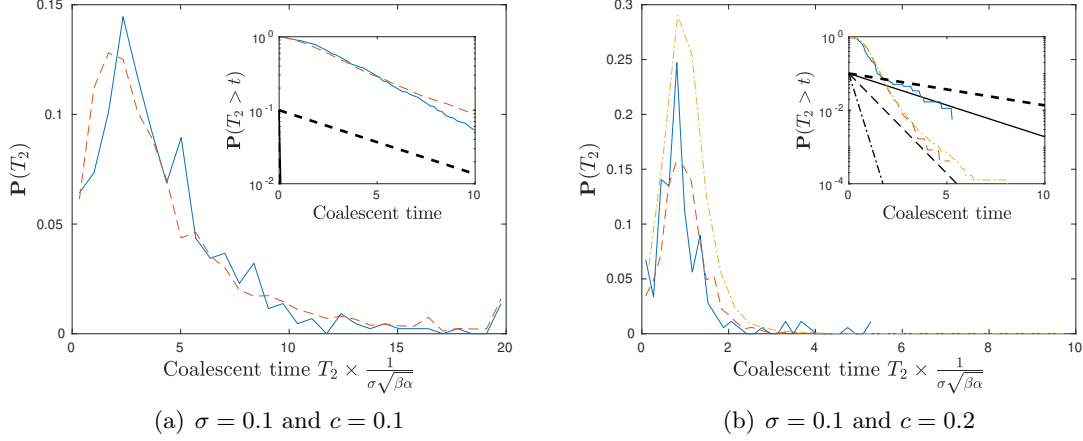 0.15
0.1
0.05
0
P(T₂)
0 5 10 15 20
Coalescent time T₂ × 1/(σ√βα)
10⁰
10⁻¹
10⁻²
P(T₂ > t)
0 5 10
Coalescent time
(a) σ = 0.1 and c = 0.1
0.3
0.25
0.2
0.15
0.1
0.05
0
P(T₂)
0 2 4 6 8 10
Coalescent time T₂ × 1/(σ√βα)
10⁰
10⁻²
10⁻⁴
P(T₂ > t)
0 5 10
Coalescent time
(b) σ = 0.1 and c = 0.2